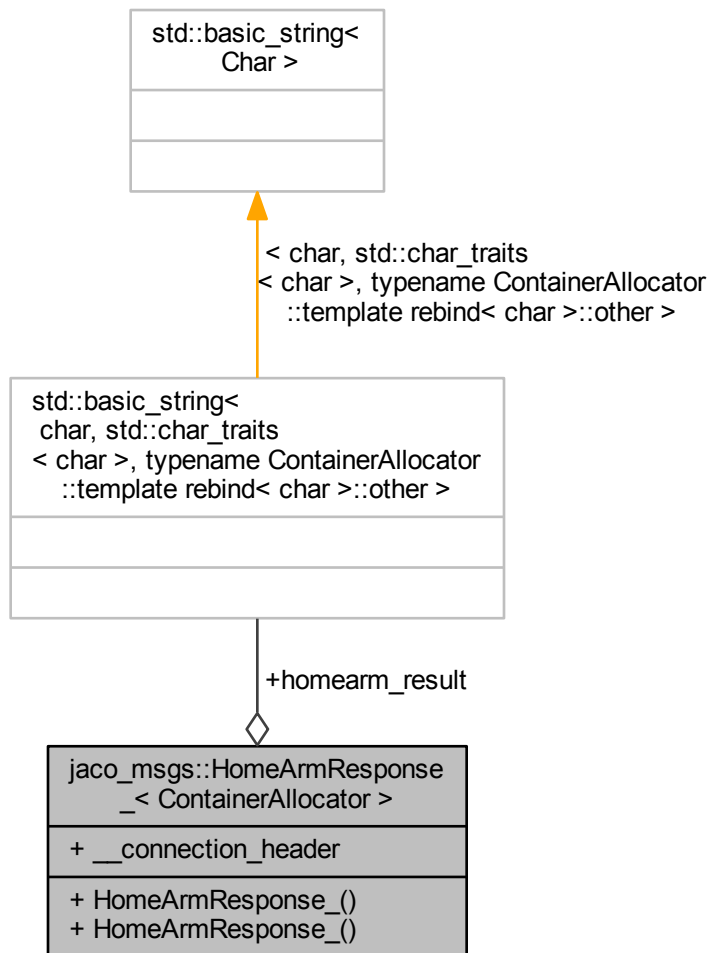 std::basic_string<
Char >
< char, std::char_traits
< char >, typename ContainerAllocator
::template rebind< char >::other >
std::basic_string<
char, std::char_traits
< char >, typename ContainerAllocator
::template rebind< char >::other >
+homearm_result
jaco_msgs::HomeArmResponse
_< ContainerAllocator >
+ __connection_header
+ HomeArmResponse_()
+ HomeArmResponse_()